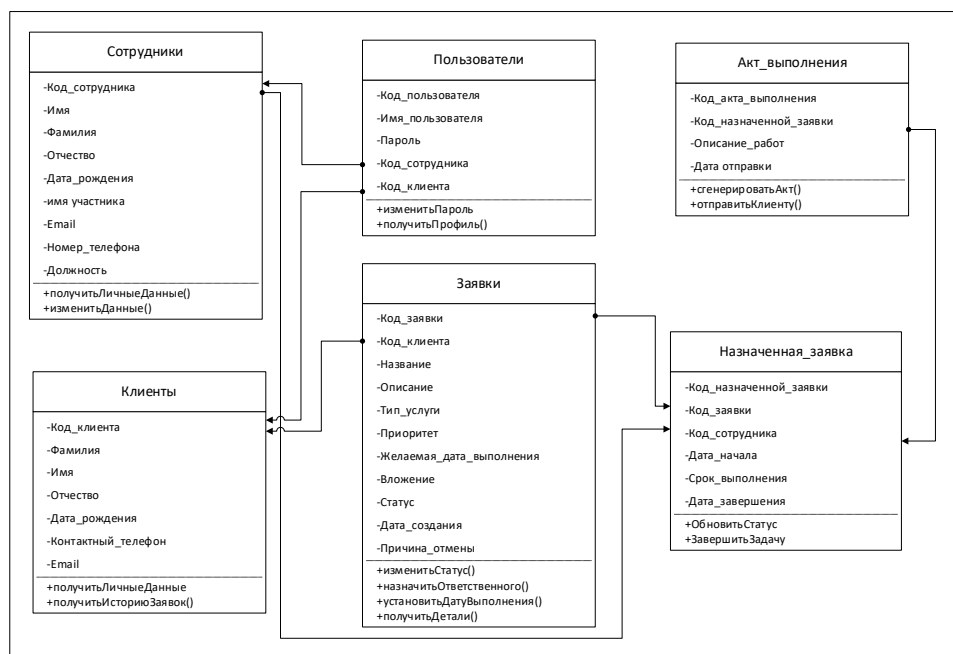 Сотрудники
-Код_сотрудника
-Имя
-Фамилия
-Отчество
-Дата_рождения
-имя участника
-Email
-Номер_телефона
-Должность
+получитьЛичныеДанные()
+изменитьДанные()
Пользователи
-Код_пользователя
-Имя_пользователя
-Пароль
-Код_сотрудника
-Код_клиента
+изменитьПароль
+получитьПрофиль()
Акт_выполнения
-Код_акта_выполнения
-Код_назначенной_заявки
-Описание_работ
-Дата отправки
+сгенерироватьАкт()
+отправитьКлиенту()
Клиенты
-Код_клиента
-Фамилия
-Имя
-Отчество
-Дата_рождения
-Контактный_телефон
-Email
+получитьЛичныеДанные
+получитьИсториюЗаявок()
Заявки
-Код_заявки
-Код_клиента
-Название
-Описание
-Тип_услуги
-Приоритет
-Желаемая_дата_выполнения
-Вложение
-Статус
-Дата_создания
-Причина_отмены
+изменитьСтатус()
+назначитьОтветственного()
+установитьДатуВыполнения()
+получитьДетали()
Назначенная_заявка
-Код_назначенной_заявки
-Код_заявки
-Код_сотрудника
-Дата_начала
-Срок_выполнения
-Дата_завершения
+ОбновитьСтатус
+ЗавершитьЗадачу